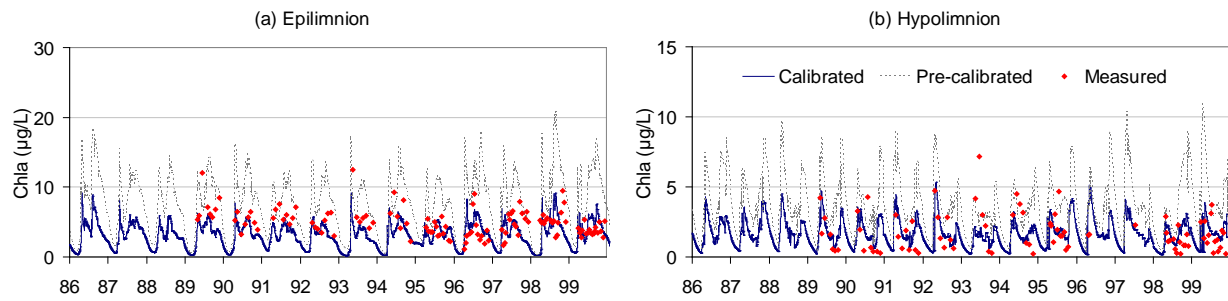 (a) Epilimnion
30
20
10
0
Chla (µg/L)
86 87 88 89 90 91 92 93 94 95 96 97 98 99
(b) Hypolimnion
15
10
5
0
Chla (µg/L)
Calibrated Pre-calibrated Measured
86 87 88 89 90 91 92 93 94 95 96 97 98 99